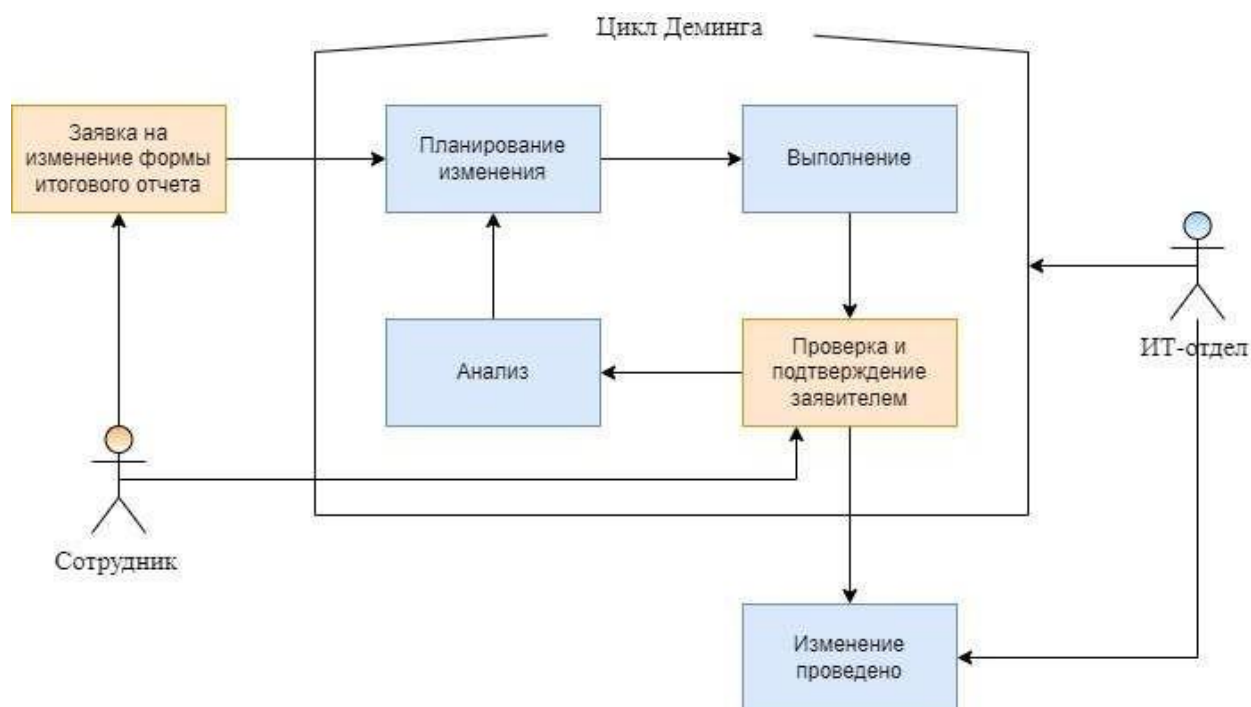 Цикл Деминга
Заявка на
изменение формы
итогового отчета
Планирование
изменения
Выполнение
ИТ-отдел
Анализ
Проверка и
подтверждение
заявителем
Сотрудник
Изменение
проведено